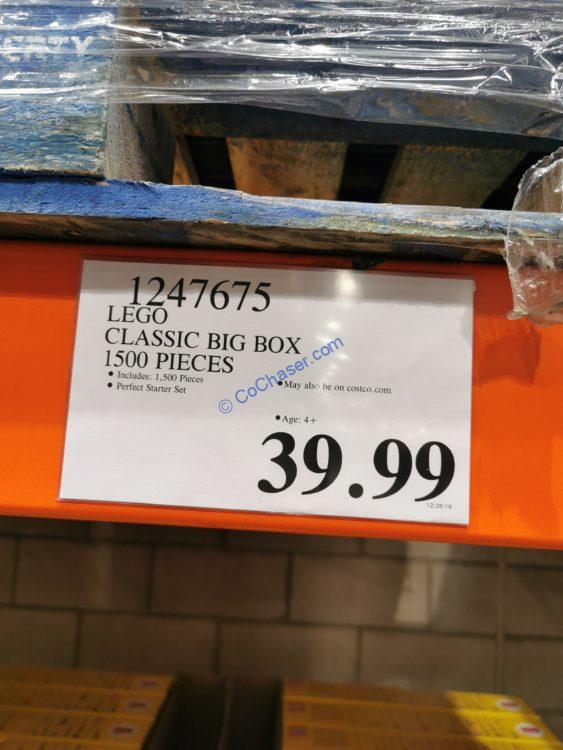 1247675
LEGO
CLASSIC BIG BOX
1500 PIECES
• Includes: 1,500 Pieces
• Perfect Starter Set
• May also be on costco.com
© CoChaser.com
• Age: 4+
39.99
12/28/19